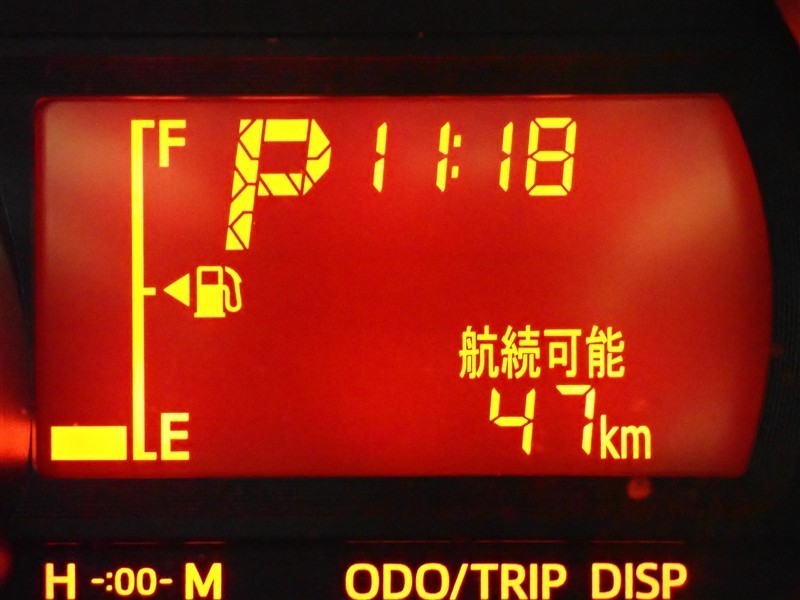 F P 11:18
航続可能
47km
E
H -:00- M ODO/TRIP DISP